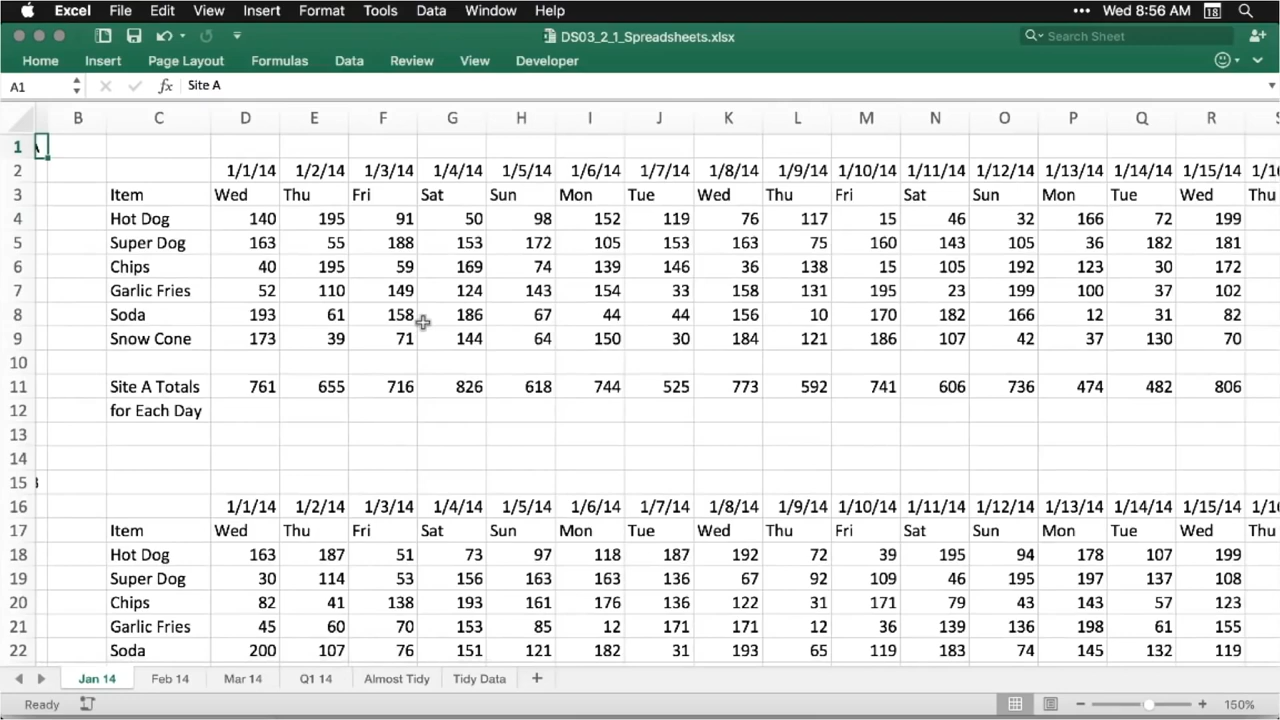 Excel File Edit View Insert Format Tools Data Window Help ••• Wed 8:56 AM 18
DS03_2_1_Spreadsheets.xlsx Search Sheet
Home Insert Page Layout Formulas Data Review View Developer
A1 fx Site A
B C D E F G H I J K L M N O P Q R
1
2 1/1/14 1/2/14 1/3/14 1/4/14 1/5/14 1/6/14 1/7/14 1/8/14 1/9/14 1/10/14 1/11/14 1/12/14 1/13/14 1/14/14 1/15/14
3 Item Wed Thu Fri Sat Sun Mon Tue Wed Thu Fri Sat Sun Mon Tue Wed Thu
4 Hot Dog 140 195 91 50 98 152 119 76 117 15 46 32 166 72 199
5 Super Dog 163 55 188 153 172 105 153 163 75 160 143 105 36 182 181
6 Chips 40 195 59 169 74 139 146 36 138 15 105 192 123 30 172
7 Garlic Fries 52 110 149 124 143 154 33 158 131 195 23 199 100 37 102
8 Soda 193 61 158 186 67 44 44 156 10 170 182 166 12 31 82
9 Snow Cone 173 39 71 144 64 150 30 184 121 186 107 42 37 130 70
10
11 Site A Totals 761 655 716 826 618 744 525 773 592 741 606 736 474 482 806
12 for Each Day
13
14
15
16 1/1/14 1/2/14 1/3/14 1/4/14 1/5/14 1/6/14 1/7/14 1/8/14 1/9/14 1/10/14 1/11/14 1/12/14 1/13/14 1/14/14 1/15/14
17 Item Wed Thu Fri Sat Sun Mon Tue Wed Thu Fri Sat Sun Mon Tue Wed Thu
18 Hot Dog 163 187 51 73 97 118 187 192 72 39 195 94 178 107 199
19 Super Dog 30 114 53 156 163 163 136 67 92 109 46 195 197 137 108
20 Chips 82 41 138 193 161 176 136 122 31 171 79 43 143 57 123
21 Garlic Fries 45 60 70 153 85 12 171 171 12 36 139 136 198 61 155
22 Soda 200 107 76 151 121 182 31 193 65 119 183 74 145 132 119
Jan 14 Feb 14 Mar 14 Q1 14 Almost Tidy Tidy Data +
Ready 150%